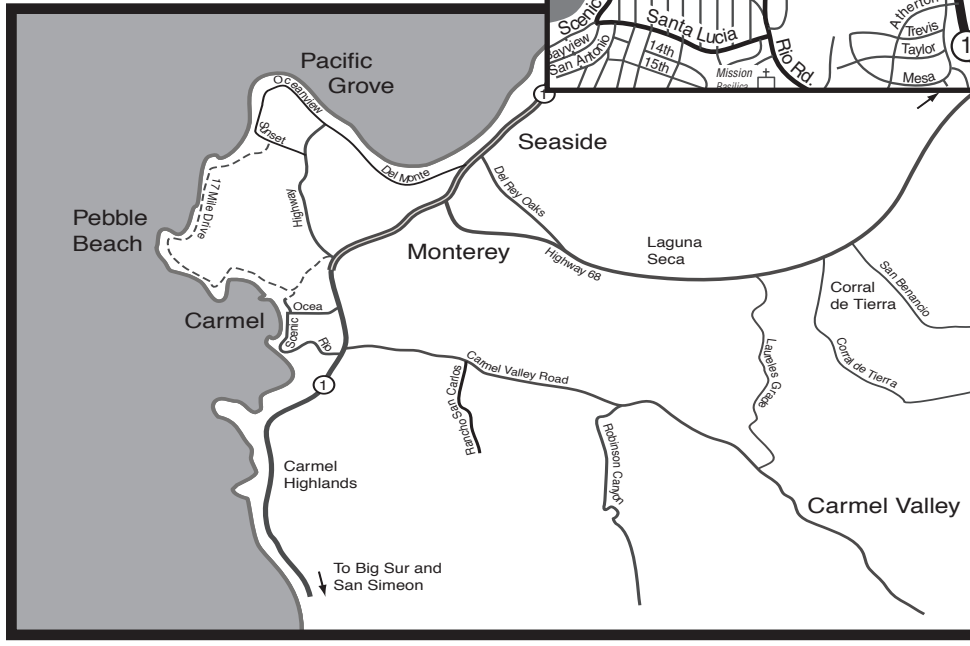 Scenic
Santa Lucia
Bayview
San Antonio
14th
15th
Mission
Basilica
Rio Rd.
Atherton
Trevis
Taylor
Mesa
1
1
Pacific
Grove
Oceanview
Sunset
Del Monte
Seaside
17 Mile Drive
Highway
Del Rey Oaks
Pebble
Beach
Monterey
Highway 68
Laguna
Seca
San Benancio
Corral
de Tierra
Carmel
Ocea
Scenic
Rio
Corral de Tierra
Laureles Grade
Carmel Valley Road
1
Rancho San Carlos
Robinson Canyon
Carmel
Highlands
Carmel Valley
To Big Sur and
San Simeon